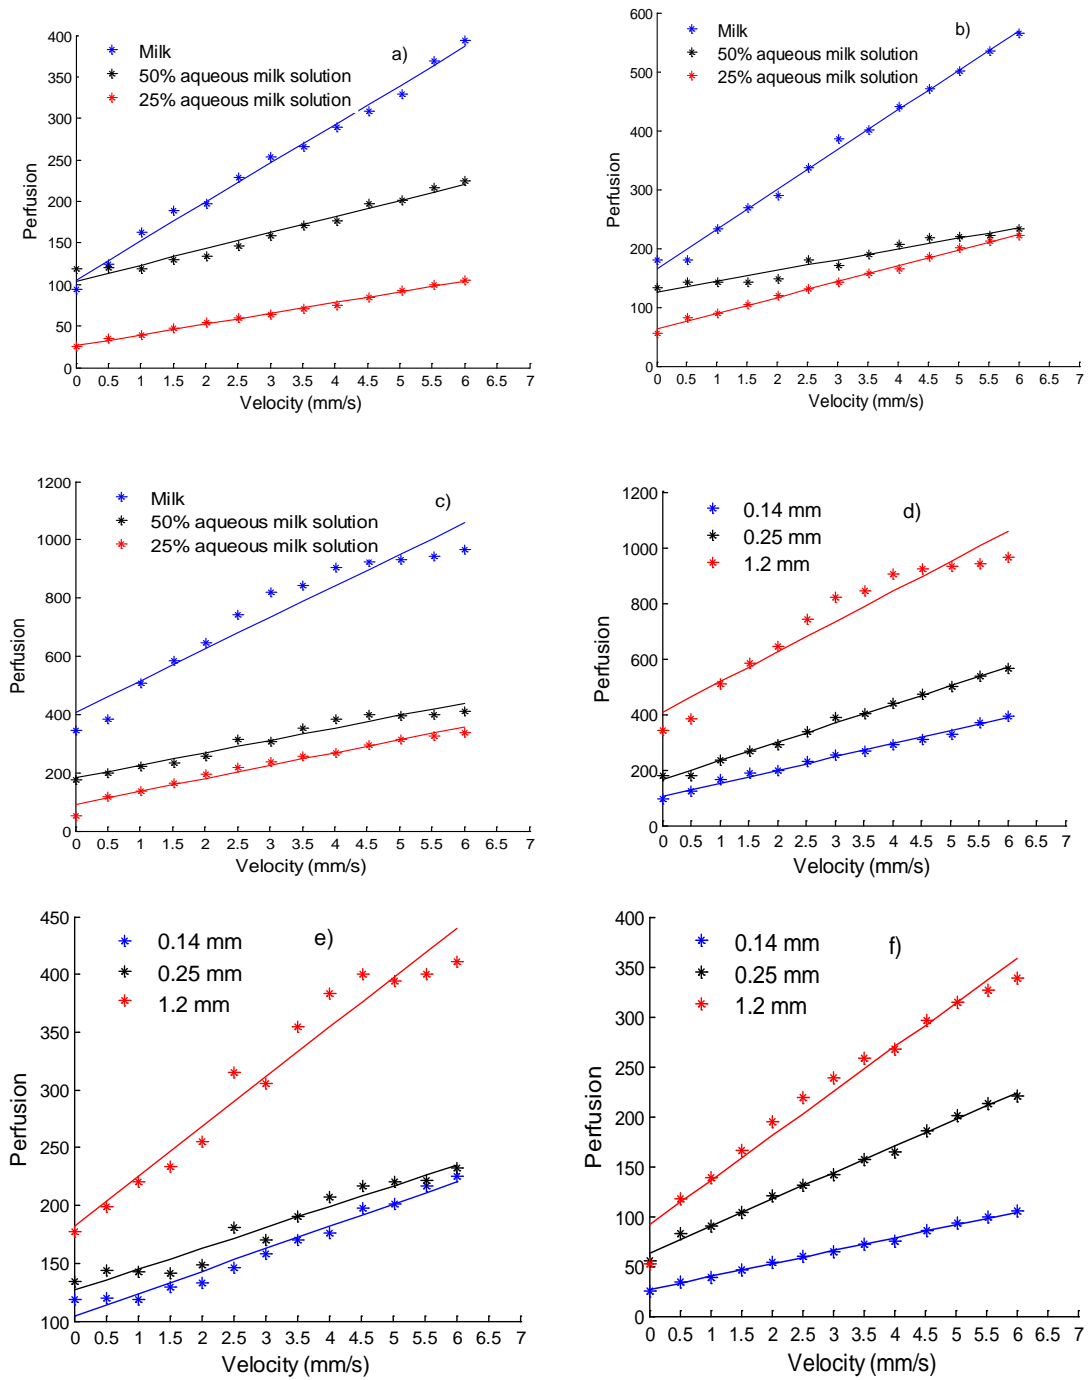 a)
Milk
50% aqueous milk solution
25% aqueous milk solution
Perfusion
400
350
300
250
200
150
100
50
0
0 0.5 1 1.5 2 2.5 3 3.5 4 4.5 5 5.5 6 6.5 7
Velocity (mm/s)
b)
Milk
50% aqueous milk solution
25% aqueous milk solution
Perfusion
600
500
400
300
200
100
0
0 0.5 1 1.5 2 2.5 3 3.5 4 4.5 5 5.5 6 6.5 7
Velocity (mm/s)
c)
Milk
50% aqueous milk solution
25% aqueous milk solution
Perfusion
1200
1000
800
600
400
200
0
0 0.5 1 1.5 2 2.5 3 3.5 4 4.5 5 5.5 6 6.5 7
Velocity (mm/s)
d)
0.14 mm
0.25 mm
1.2 mm
Perfusion
1200
1000
800
600
400
200
0
0 0.5 1 1.5 2 2.5 3 3.5 4 4.5 5 5.5 6 6.5 7
Velocity (mm/s)
e)
0.14 mm
0.25 mm
1.2 mm
Perfusion
450
400
350
300
250
200
150
100
0 0.5 1 1.5 2 2.5 3 3.5 4 4.5 5 5.5 6 6.5 7
Velocity (mm/s)
f)
0.14 mm
0.25 mm
1.2 mm
Perfusion
400
350
300
250
200
150
100
50
0
0 0.5 1 1.5 2 2.5 3 3.5 4 4.5 5 5.5 6 6.5 7
Velocity (mm/s)